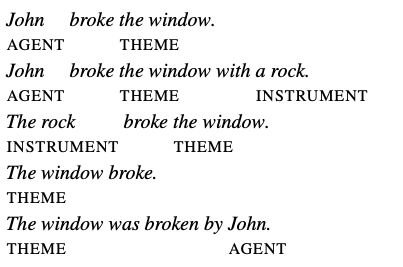 John broke the window.
AGENT THEME
John broke the window with a rock.
AGENT THEME INSTRUMENT
The rock broke the window.
INSTRUMENT THEME
The window broke.
THEME
The window was broken by John.
THEME AGENT